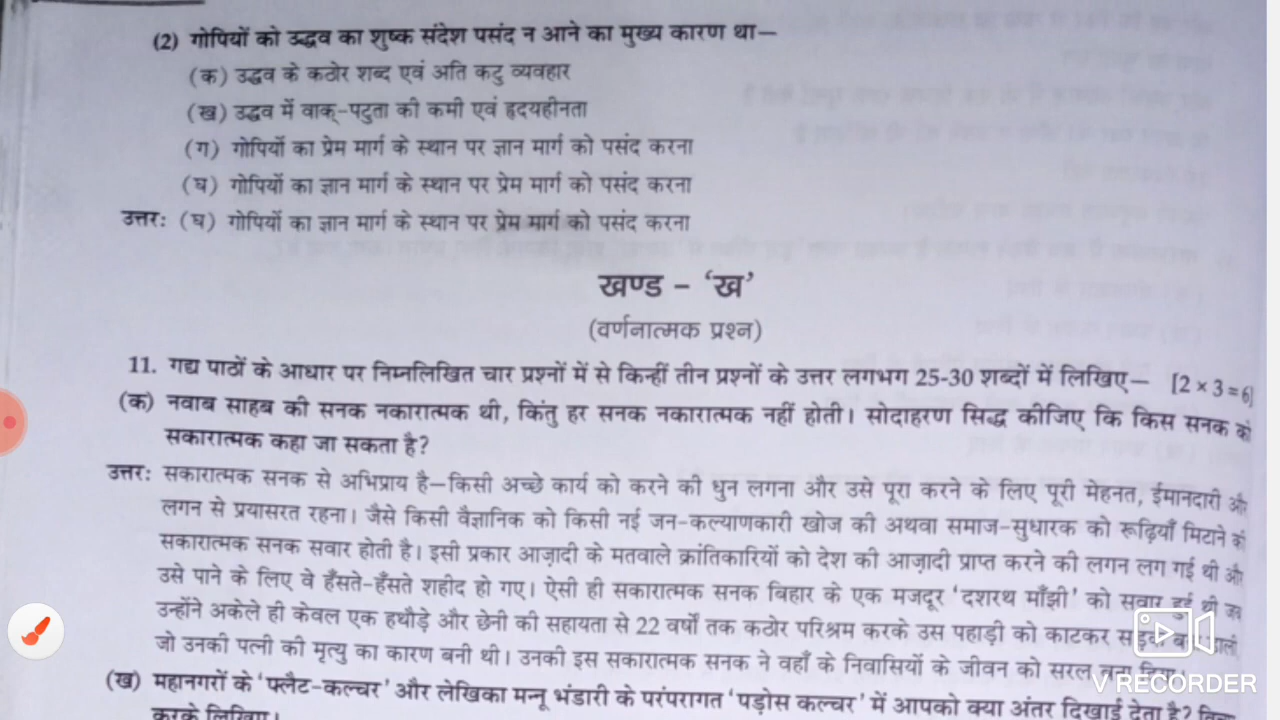 (2) गोपियों को उद्धव का शुष्क संदेश पसंद न आने का मुख्य कारण था—
(क) उद्धव के कठोर शब्द एवं अति कटु व्यवहार
(ख) उद्धव में वाक्-पटुता की कमी एवं हृदयहीनता
(ग) गोपियों का प्रेम मार्ग के स्थान पर ज्ञान मार्ग को पसंद करना
(घ) गोपियों का ज्ञान मार्ग के स्थान पर प्रेम मार्ग को पसंद करना
उत्तर: (घ) गोपियों का ज्ञान मार्ग के स्थान पर प्रेम मार्ग को पसंद करना
खण्ड – 'ख'
(वर्णनात्मक प्रश्न)
11. गद्य पाठों के आधार पर निम्नलिखित चार प्रश्नों में से किन्हीं तीन प्रश्नों के उत्तर लगभग 25-30 शब्दों में लिखिए— [2 × 3 = 6]
(क) नवाब साहब की सनक नकारात्मक थी, किंतु हर सनक नकारात्मक नहीं होती। सोदाहरण सिद्ध कीजिए कि किस सनक को
सकारात्मक कहा जा सकता है?
उत्तर: सकारात्मक सनक से अभिप्राय है—किसी अच्छे कार्य को करने की धुन लगना और उसे पूरा करने के लिए पूरी मेहनत, ईमानदारी और
लगन से प्रयासरत रहना। जैसे किसी वैज्ञानिक को किसी नई जन-कल्याणकारी खोज की अथवा समाज-सुधारक को रूढ़ियाँ मिटाने की
सकारात्मक सनक सवार होती है। इसी प्रकार आज़ादी के मतवाले क्रांतिकारियों को देश की आज़ादी प्राप्त करने की लगन लग गई थी और
उसे पाने के लिए वे हँसते-हँसते शहीद हो गए। ऐसी ही सकारात्मक सनक बिहार के एक मजदूर 'दशरथ माँझी' को सवार हुई थी जब
उन्होंने अकेले ही केवल एक हथौड़े और छेनी की सहायता से 22 वर्षों तक कठोर परिश्रम करके उस पहाड़ी को काटकर
जो उनकी पत्नी की मृत्यु का कारण बनी थी। उनकी इस सकारात्मक सनक ने वहाँ के निवासियों के जीवन को सरल बना
(ख) महानगरों के 'फ्लैट-कल्चर' और लेखिका मन्नू भंडारी के परंपरागत 'पड़ोस कल्चर' में आपको क्या अंतर दिखाई देता है?
करके लिखिए।
V RECORDER